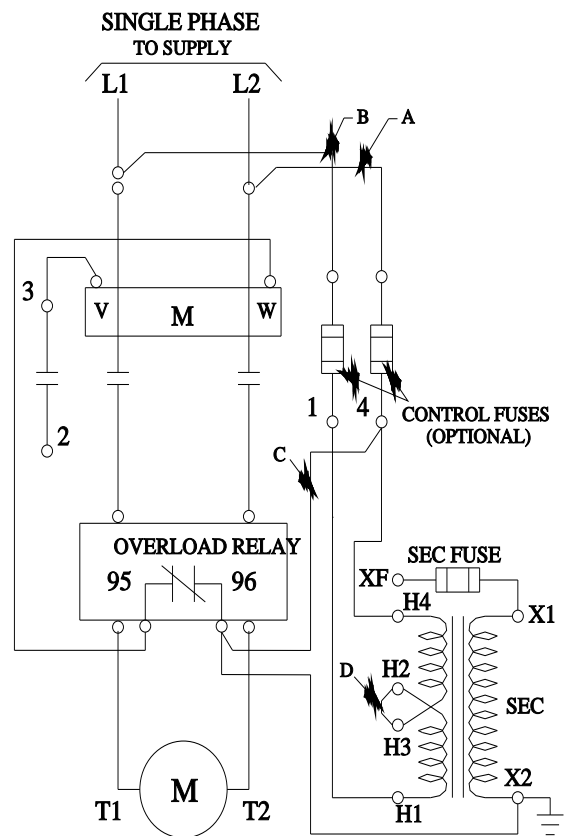 SINGLE PHASE
TO SUPPLY
L1 L2
B A
3 V M W
2
1 4
CONTROL FUSES
(OPTIONAL)
C
OVERLOAD RELAY
95 96
SEC FUSE
XF
H4 X1
D H2
H3
SEC
X2
T1 M T2
H1